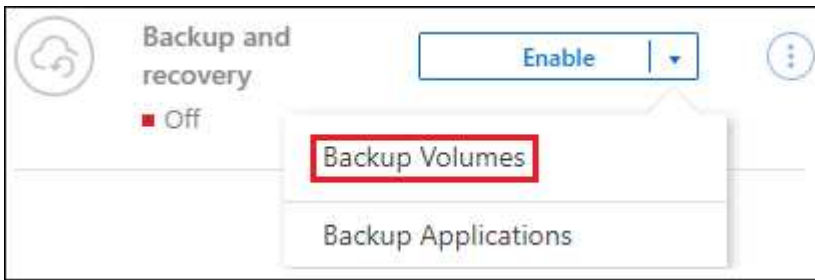 Backup and
recovery
Enable
Off
Backup Volumes
Backup Applications